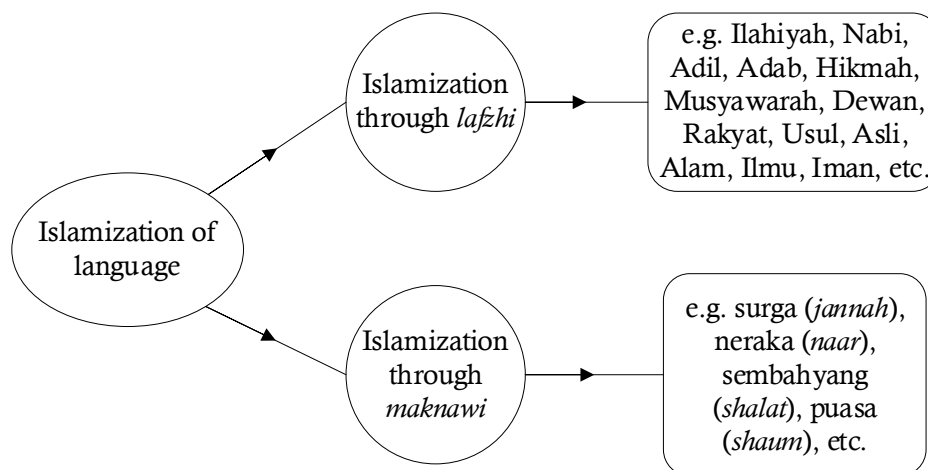 Islamization of
language
Islamization
through lafzhi
e.g. Ilahiyah, Nabi,
Adil, Adab, Hikmah,
Musyawarah, Dewan,
Rakyat, Usul, Asli,
Alam, Ilmu, Iman, etc.
Islamization
through
maknawi
e.g. surga (jannah),
neraka (naar),
sembahyang
(shalat), puasa
(shaum), etc.